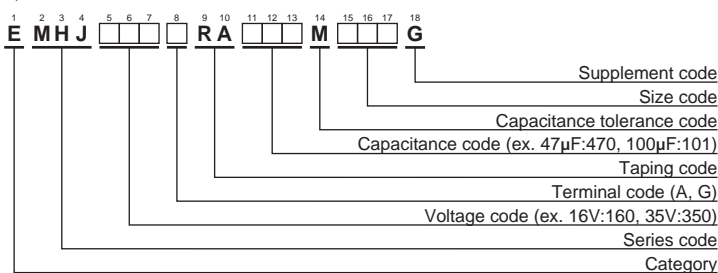 1 2 3 4 5 6 7 8 9 10 11 12 13 14 15 16 17 18
E MHJ □□□ □ RA □□□ M □□□ G
Supplement code
Size code
Capacitance tolerance code
Capacitance code (ex. 47µF:470, 100µF:101)
Taping code
Terminal code (A, G)
Voltage code (ex. 16V:160, 35V:350)
Series code
Category